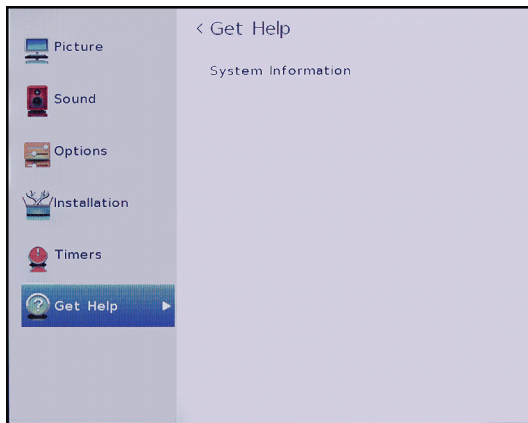 Picture
Sound
Options
Installation
Timers
Get Help
< Get Help
System Information